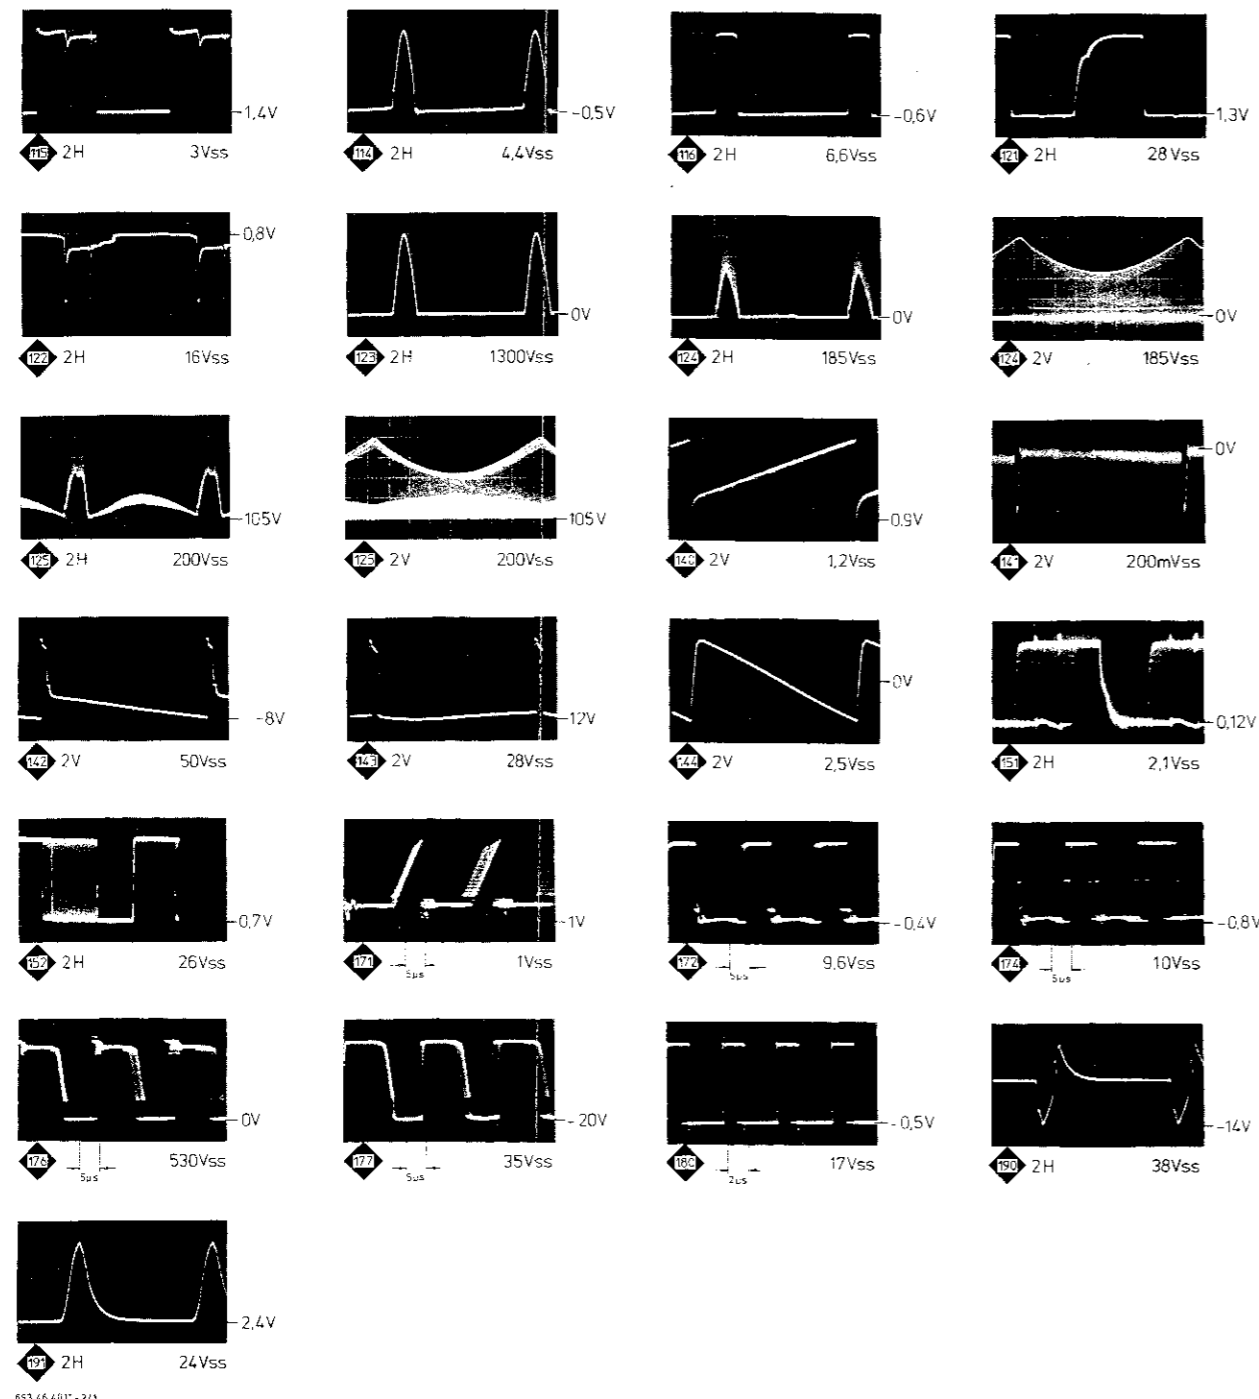 1,4V
-0,5V
-0,6V
1,3V
115 2H 3Vss
114 2H 4,4Vss
116 2H 6,6Vss
121 2H 28Vss
0,8V
0V
0V
0V
122 2H 16Vss
123 2H 1300Vss
124 2H 185Vss
124 2V 185Vss
105V
105V
0,9V
0V
125 2H 200Vss
125 2V 200Vss
140 2V 1,2Vss
141 2V 200mVss
-8V
12V
0V
0,12V
142 2V 50Vss
143 2V 28Vss
144 2V 2,5Vss
151 2H 2,1Vss
0,7V
1V
-0,4V
-0,8V
152 2H 26Vss
171 5µs 1Vss
172 5µs 9,6Vss
174 5µs 10Vss
0V
-20V
-0,5V
-14V
176 5µs 530Vss
177 5µs 35Vss
180 2µs 17Vss
190 2H 38Vss
2,4V
191 2H 24Vss